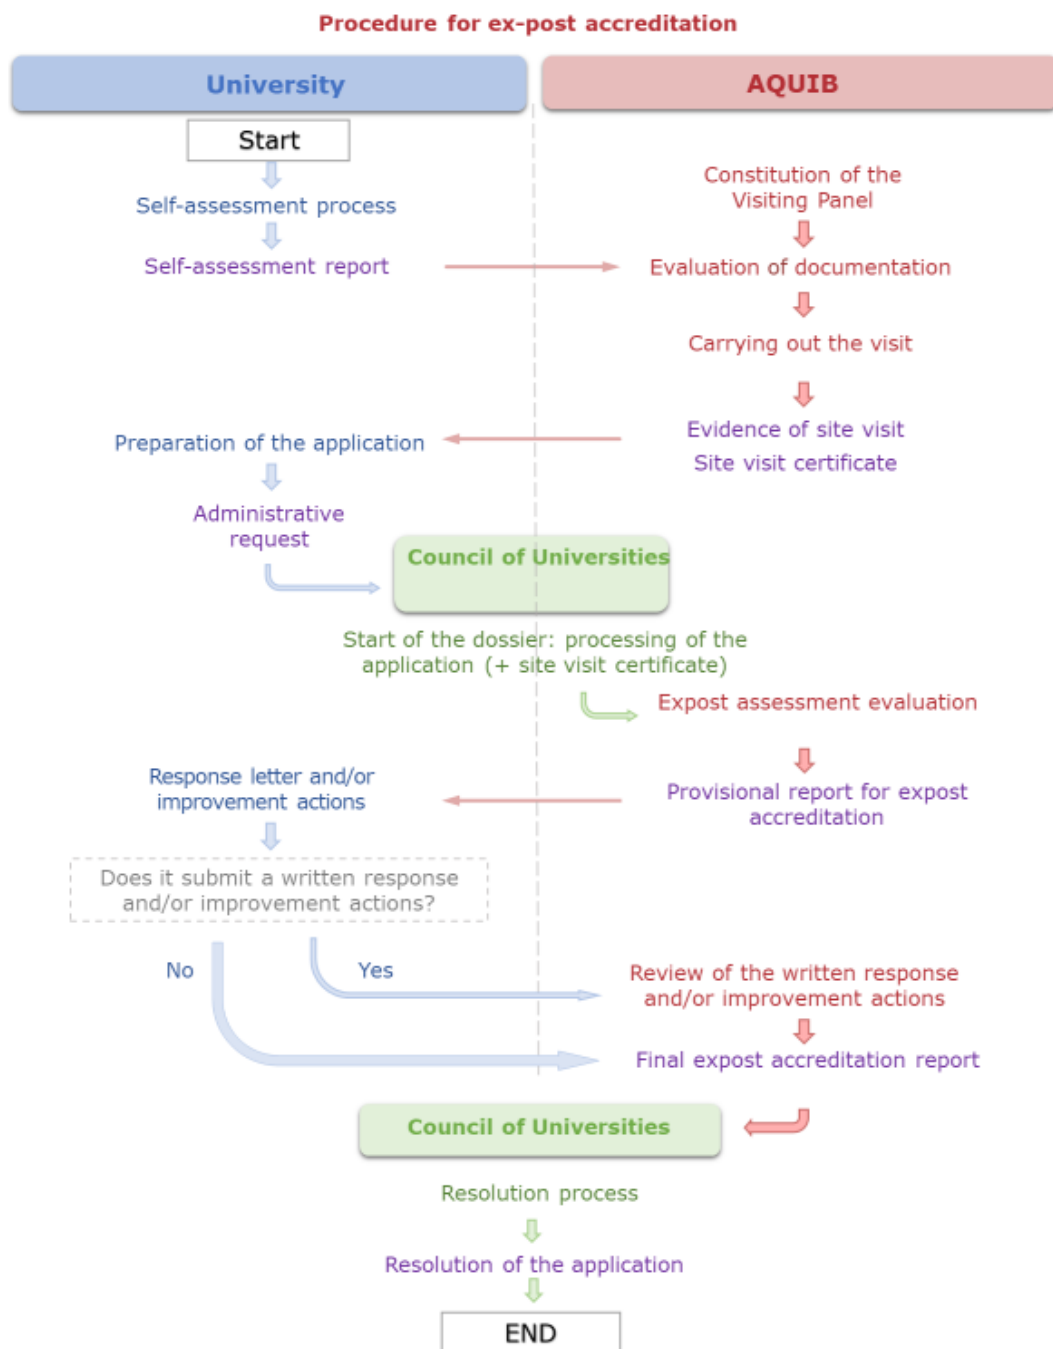 Procedure for ex-post accreditation
University
AQUIB
Start
Constitution of the
Visiting Panel
Self-assessment process
Self-assessment report
Evaluation of documentation
Carrying out the visit
Evidence of site visit
Site visit certificate
Preparation of the application
Administrative
request
Council of Universities
Start of the dossier: processing of the
application (+ site visit certificate)
Expost assessment evaluation
Provisional report for expost
accreditation
Response letter and/or
improvement actions
Does it submit a written response
and/or improvement actions?
No
Yes
Review of the written response
and/or improvement actions
Final expost accreditation report
Council of Universities
Resolution process
Resolution of the application
END